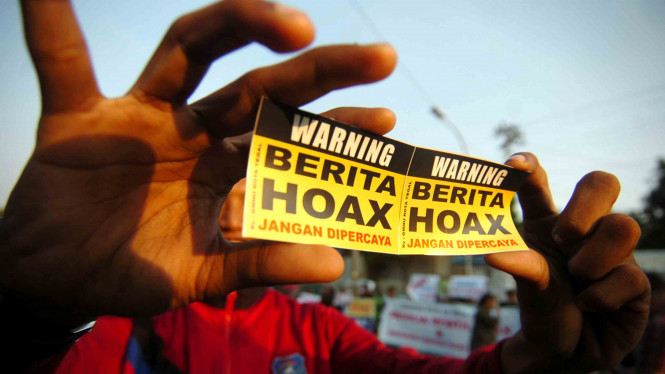 WARNING
BERITA
HOAX
JANGAN DIPERCAYA
WARNING
BERITA
HOAX
JANGAN DIPERCAYA